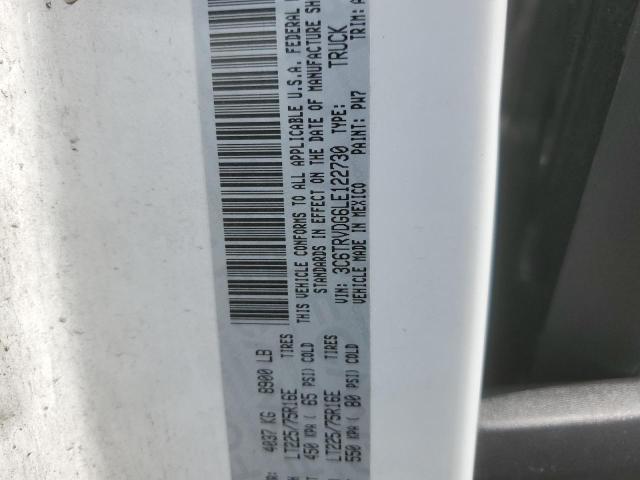 4037 KG 8900 LB
LT225/75R16E TIRES
450 KPA ( 65 PSI) COLD
LT225/75R16E TIRES
550 KPA ( 80 PSI) COLD
THIS VEHICLE CONFORMS TO ALL APPLICABLE U.S.A. FEDERAL
STANDARDS IN EFFECT ON THE DATE OF MANUFACTURE SH
VIN: 3C6TRVDG6LE122730 TYPE: TRUCK
VEHICLE MADE IN MEXICO PAINT: PW7 TRIM: A